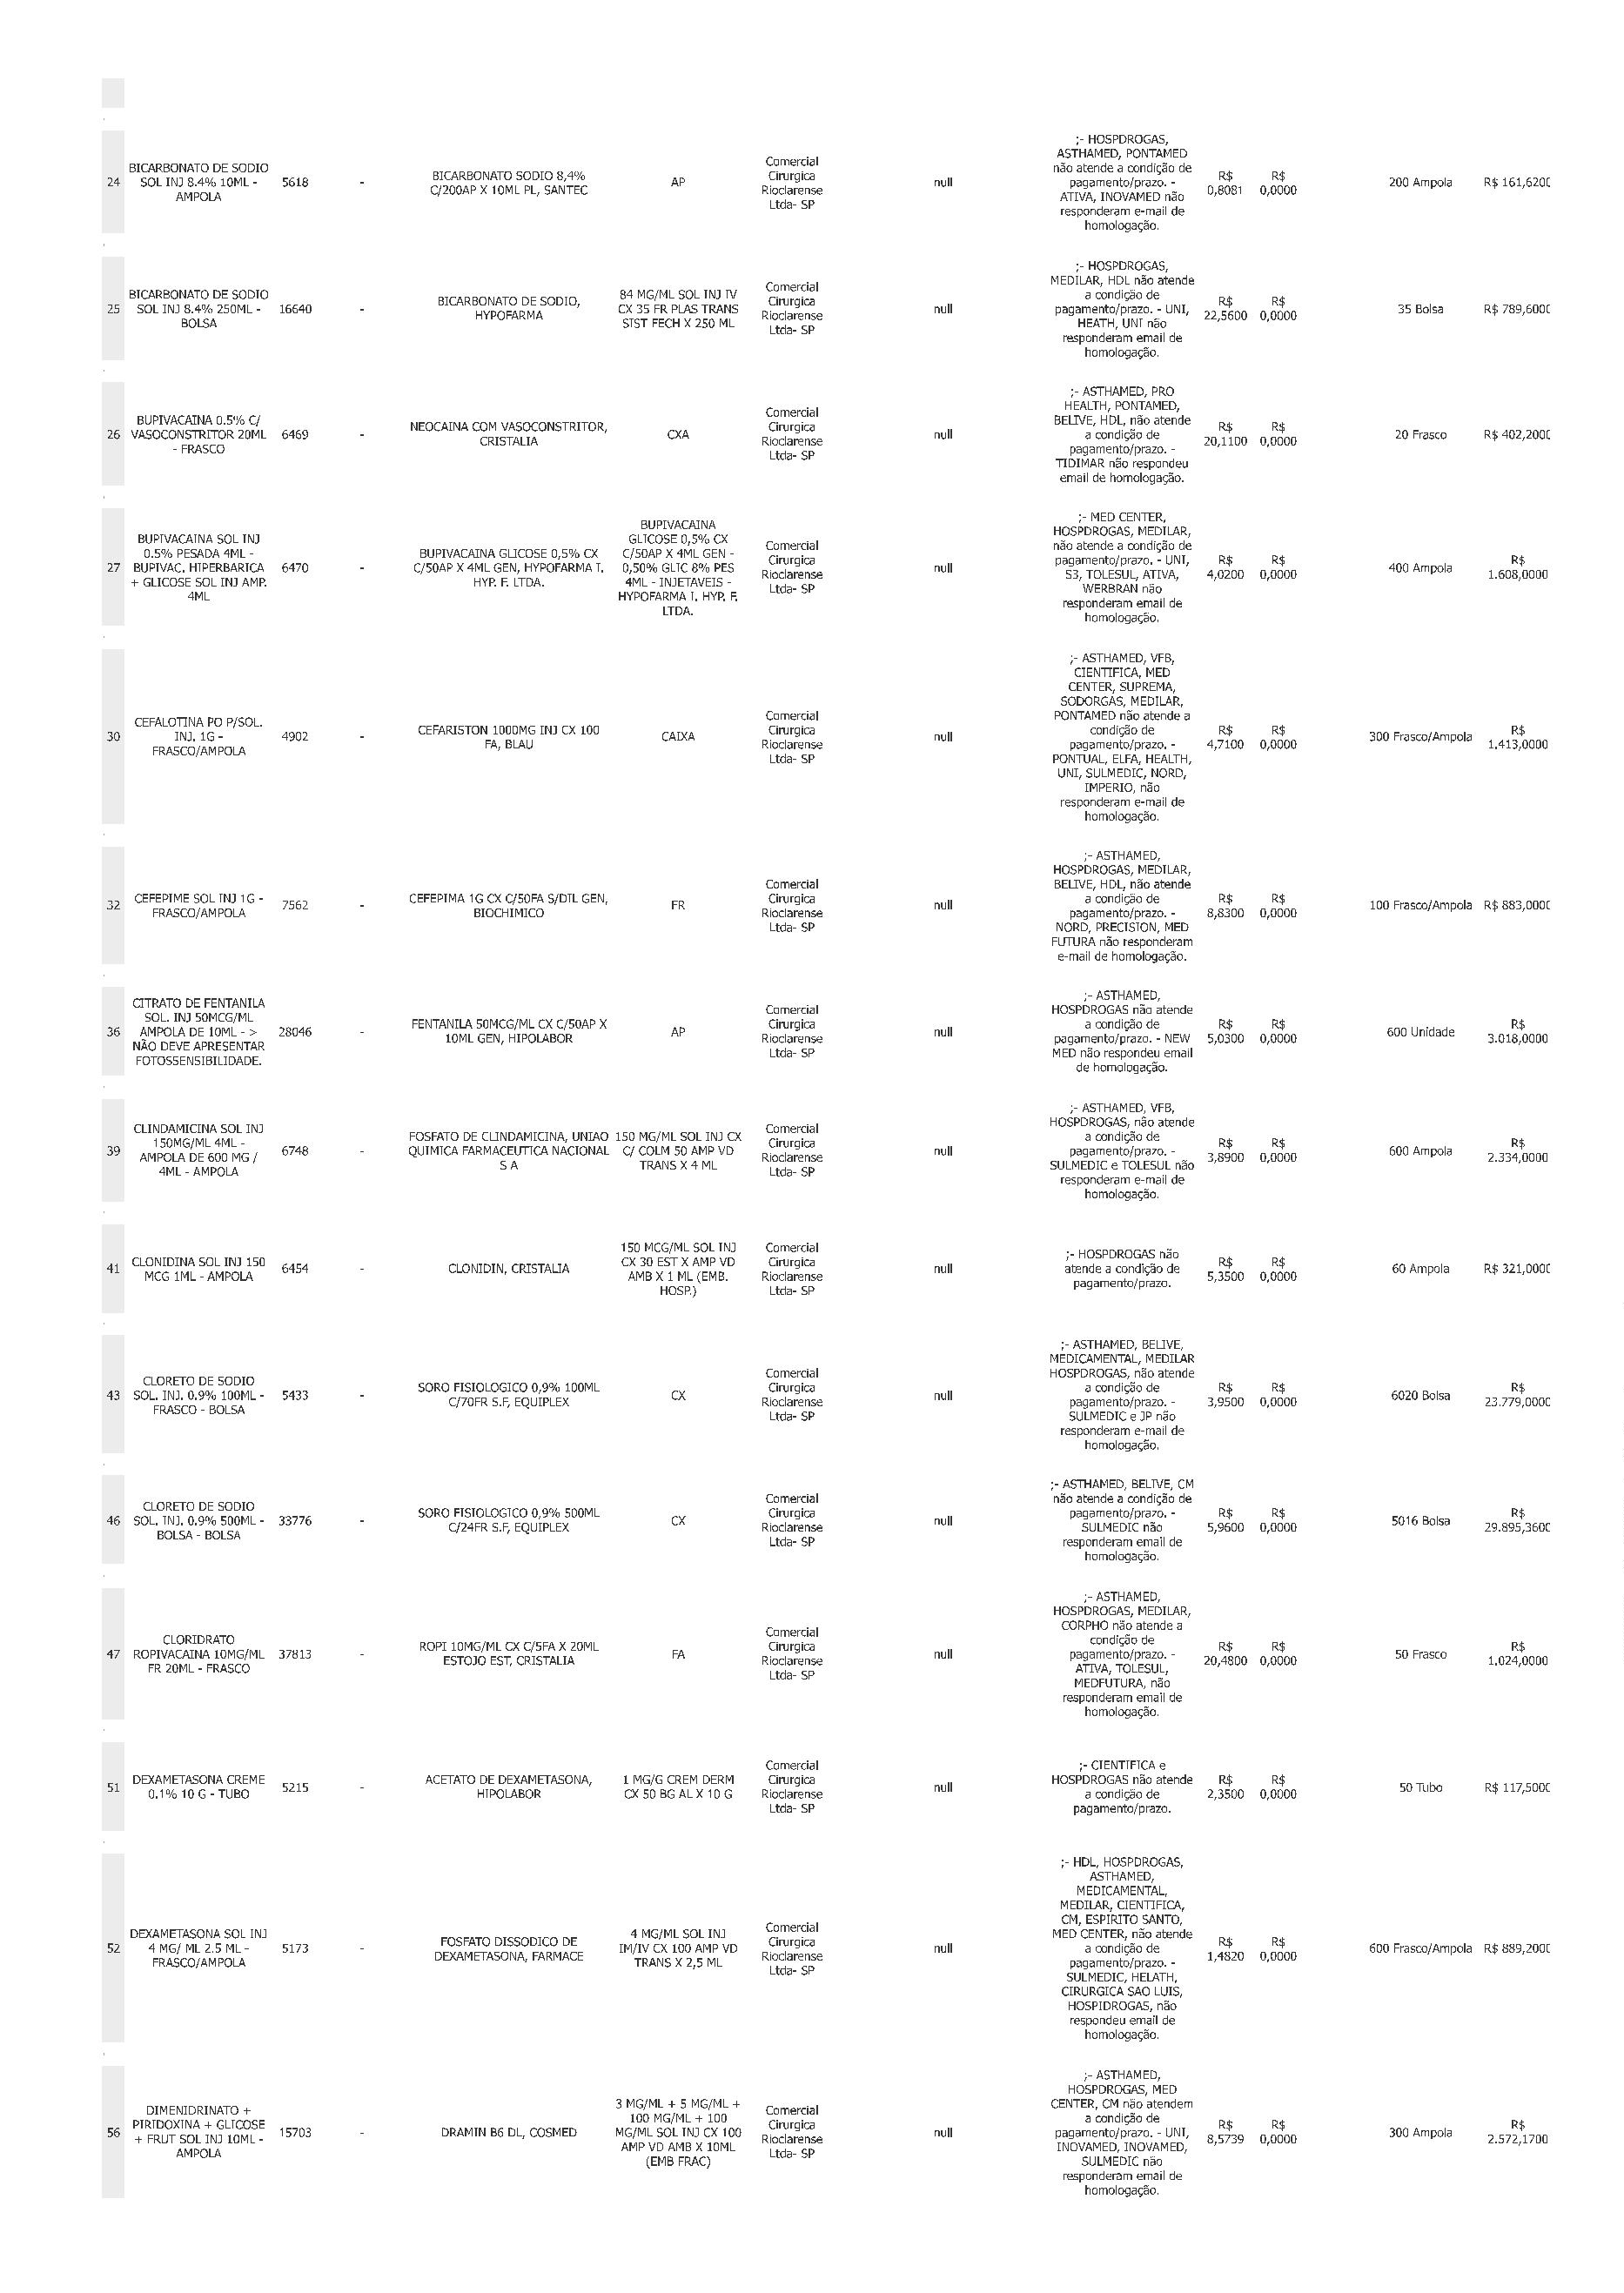 24
BICARBONATO DE SODIO
SOL INJ 8.4% 10ML -
AMPOLA
5618
-
BICARBONATO SODIO 8,4%
C/200AP X 10ML PL, SANTEC
AP
Comercial
Cirurgica
Rioclarense
Ltda- SP
null
;- HOSPDROGAS,
ASTHAMED, PONTAMED
não atende a condição de
pagamento/prazo. -
ATIVA, INOVAMED não
responderam e-mail de
homologação.
R$
0,8081
R$
0,0000
200 Ampola
R$ 161,6200
25
BICARBONATO DE SODIO
SOL INJ 8.4% 250ML -
BOLSA
16640
-
BICARBONATO DE SODIO,
HYPOFARMA
84 MG/ML SOL INJ IV
CX 35 FR PLAS TRANS
SIST FECH X 250 ML
Comercial
Cirurgica
Rioclarense
Ltda- SP
null
;- HOSPDROGAS,
MEDILAR, HDL não atende
a condição de
pagamento/prazo. - UNI,
HEATH, UNI não
responderam email de
homologação.
R$
22,5600
R$
0,0000
35 Bolsa
R$ 789,6000
26
BUPIVACAINA 0.5% C/
VASOCONSTRITOR 20ML
- FRASCO
6469
-
NEOCAINA COM VASOCONSTRITOR,
CRISTALIA
CXA
Comercial
Cirurgica
Rioclarense
Ltda- SP
null
;- ASTHAMED, PRO
HEALTH, PONTAMED,
BELIVE, HDL, não atende
a condição de
pagamento/prazo. -
TIDIMAR não respondeu
email de homologação.
R$
20,1100
R$
0,0000
20 Frasco
R$ 402,2000
27
BUPIVACAINA SOL INJ
0.5% PESADA 4ML -
BUPIVAC. HIPERBARICA
+ GLICOSE SOL INJ AMP.
4ML
6470
-
BUPIVACAINA GLICOSE 0,5% CX
C/50AP X 4ML GEN, HYPOFARMA I.
HYP. F. LTDA.
BUPIVACAINA
GLICOSE 0,5% CX
C/50AP X 4ML GEN -
0,50% GLIC 8% PES
4ML - INJETAVEIS -
HYPOFARMA I. HYP. F.
LTDA.
Comercial
Cirurgica
Rioclarense
Ltda- SP
null
;- MED CENTER,
HOSPDROGAS, MEDILAR,
não atende a condição de
pagamento/prazo. - UNI,
S3, TOLESUL, ATIVA,
WERBRAN não
responderam email de
homologação.
R$
4,0200
R$
0,0000
400 Ampola
R$
1.608,0000
30
CEFALOTINA PO P/SOL.
INJ. 1G -
FRASCO/AMPOLA
4902
-
CEFARISTON 1000MG INJ CX 100
FA, BLAU
CAIXA
Comercial
Cirurgica
Rioclarense
Ltda- SP
null
;- ASTHAMED, VFB,
CIENTIFICA, MED
CENTER, SUPREMA,
SODORGAS, MEDILAR,
PONTAMED não atende a
condição de
pagamento/prazo. -
PONTUAL, ELFA, HEALTH,
UNI, SULMEDIC, NORD,
IMPERIO, não
responderam e-mail de
homologação.
R$
4,7100
R$
0,0000
300 Frasco/Ampola
R$
1.413,0000
32
CEFEPIME SOL INJ 1G -
FRASCO/AMPOLA
7562
-
CEFEPIMA 1G CX C/50FA S/DIL GEN,
BIOCHIMICO
FR
Comercial
Cirurgica
Rioclarense
Ltda- SP
null
;- ASTHAMED,
HOSPDROGAS, MEDILAR,
BELIVE, HDL, não atende
a condição de
pagamento/prazo. -
NORD, PRECISION, MED
FUTURA não responderam
e-mail de homologação.
R$
8,8300
R$
0,0000
100 Frasco/Ampola
R$ 883,0000
36
CITRATO DE FENTANILA
SOL. INJ 50MCG/ML
AMPOLA DE 10ML - >
NÃO DEVE APRESENTAR
FOTOSSENSIBILIDADE.
28046
-
FENTANILA 50MCG/ML CX C/50AP X
10ML GEN, HIPOLABOR
AP
Comercial
Cirurgica
Rioclarense
Ltda- SP
null
;- ASTHAMED,
HOSPDROGAS não atende
a condição de
pagamento/prazo. - NEW
MED não respondeu email
de homologação.
R$
5,0300
R$
0,0000
600 Unidade
R$
3.018,0000
39
CLINDAMICINA SOL INJ
150MG/ML 4ML -
AMPOLA DE 600 MG /
4ML - AMPOLA
6748
-
FOSFATO DE CLINDAMICINA, UNIAO
QUIMICA FARMACEUTICA NACIONAL
S A
150 MG/ML SOL INJ CX
C/ COLM 50 AMP VD
TRANS X 4 ML
Comercial
Cirurgica
Rioclarense
Ltda- SP
null
;- ASTHAMED, VFB,
HOSPDROGAS, não atende
a condição de
pagamento/prazo. -
SULMEDIC e TOLESUL não
responderam e-mail de
homologação.
R$
3,8900
R$
0,0000
600 Ampola
R$
2.334,0000
41
CLONIDINA SOL INJ 150
MCG 1ML - AMPOLA
6454
-
CLONIDIN, CRISTALIA
150 MCG/ML SOL INJ
CX 30 EST X AMP VD
AMB X 1 ML (EMB.
HOSP.)
Comercial
Cirurgica
Rioclarense
Ltda- SP
null
;- HOSPDROGAS não
atende a condição de
pagamento/prazo.
R$
5,3500
R$
0,0000
60 Ampola
R$ 321,0000
43
CLORETO DE SODIO
SOL. INJ. 0.9% 100ML -
FRASCO - BOLSA
5433
-
SORO FISIOLOGICO 0,9% 100ML
C/70FR S.F, EQUIPLEX
CX
Comercial
Cirurgica
Rioclarense
Ltda- SP
null
;- ASTHAMED, BELIVE,
MEDICAMENTAL, MEDILAR
HOSPDROGAS, não atende
a condição de
pagamento/prazo. -
SULMEDIC e JP não
responderam e-mail de
homologação.
R$
3,9500
R$
0,0000
6020 Bolsa
R$
23.779,0000
46
CLORETO DE SODIO
SOL. INJ. 0.9% 500ML -
BOLSA - BOLSA
33776
-
SORO FISIOLOGICO 0,9% 500ML
C/24FR S.F, EQUIPLEX
CX
Comercial
Cirurgica
Rioclarense
Ltda- SP
null
;- ASTHAMED, BELIVE, CM
não atende a condição de
pagamento/prazo. -
SULMEDIC não
responderam email de
homologação.
R$
5,9600
R$
0,0000
5016 Bolsa
R$
29.895,3600
47
CLORIDRATO
ROPIVACAINA 10MG/ML
FR 20ML - FRASCO
37813
-
ROPI 10MG/ML CX C/5FA X 20ML
ESTOJO EST, CRISTALIA
FA
Comercial
Cirurgica
Rioclarense
Ltda- SP
null
;- ASTHAMED,
HOSPDROGAS, MEDILAR,
CORPHO não atende a
condição de
pagamento/prazo. -
ATIVA, TOLESUL,
MEDFUTURA, não
responderam email de
homologação.
R$
20,4800
R$
0,0000
50 Frasco
R$
1.024,0000
51
DEXAMETASONA CREME
0.1% 10 G - TUBO
5215
-
ACETATO DE DEXAMETASONA,
HIPOLABOR
1 MG/G CREM DERM
CX 50 BG AL X 10 G
Comercial
Cirurgica
Rioclarense
Ltda- SP
null
;- CIENTIFICA e
HOSPDROGAS não atende
a condição de
pagamento/prazo.
R$
2,3500
R$
0,0000
50 Tubo
R$ 117,5000
52
DEXAMETASONA SOL INJ
4 MG/ ML 2.5 ML -
FRASCO/AMPOLA
5173
-
FOSFATO DISSODICO DE
DEXAMETASONA, FARMACE
4 MG/ML SOL INJ
IM/IV CX 100 AMP VD
TRANS X 2,5 ML
Comercial
Cirurgica
Rioclarense
Ltda- SP
null
;- HDL, HOSPDROGAS,
ASTHAMED,
MEDICAMENTAL,
MEDILAR, CIENTIFICA,
CM, ESPIRITO SANTO,
MED CENTER, não atende
a condição de
pagamento/prazo. -
SULMEDIC, HELATH,
CIRURGICA SAO LUIS,
HOSPIDROGAS, não
respondeu email de
homologação.
R$
1,4820
R$
0,0000
600 Frasco/Ampola
R$ 889,2000
56
DIMENIDRINATO +
PIRIDOXINA + GLICOSE
+ FRUT SOL INJ 10ML -
AMPOLA
15703
-
DRAMIN B6 DL, COSMED
3 MG/ML + 5 MG/ML +
100 MG/ML + 100
MG/ML SOL INJ CX 100
AMP VD AMB X 10ML
(EMB FRAC)
Comercial
Cirurgica
Rioclarense
Ltda- SP
null
;- ASTHAMED,
HOSPDROGAS, MED
CENTER, CM não atendem
a condição de
pagamento/prazo. - UNI,
INOVAMED, INOVAMED,
SULMEDIC não
responderam email de
homologação.
R$
8,5739
R$
0,0000
300 Ampola
R$
2.572,1700